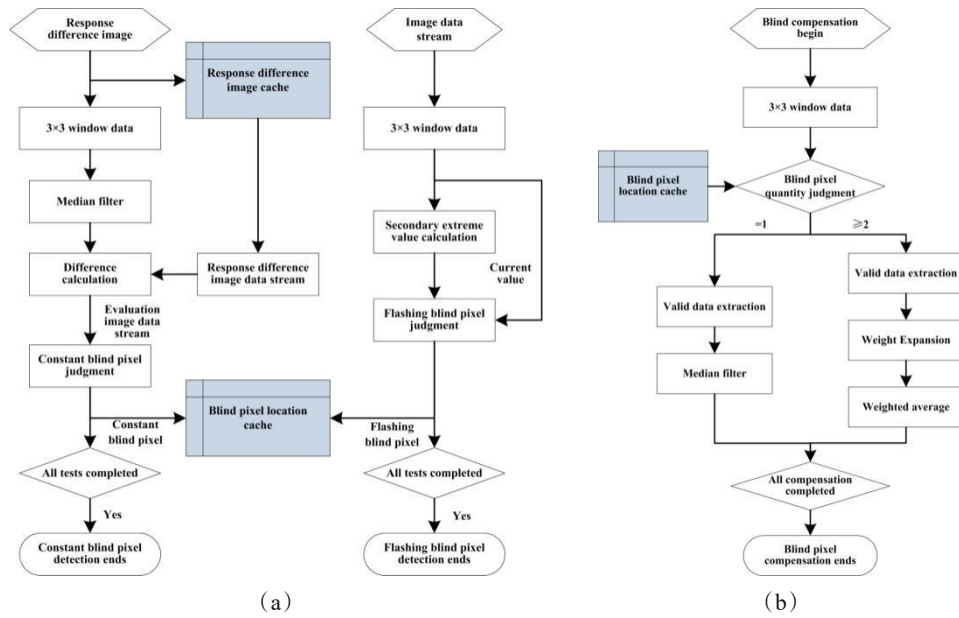 Response
difference image
Response difference
image cache
3×3 window data
Median filter
Difference
calculation
Response difference
image data stream
Evaluation
image data
stream
Constant blind pixel
judgment
Constant
blind pixel
Blind pixel location
cache
All tests completed
Yes
Constant blind pixel
detection ends
Image data
stream
3×3 window data
Secondary extreme
value calculation
Current
value
Flashing blind pixel
judgment
Flashing
blind pixel
All tests completed
Yes
Flashing blind pixel
detection ends
(a)
Blind compensation
begin
3×3 window data
Blind pixel
location cache
Blind pixel
quantity judgment
=1
⩾2
Valid data extraction
Median filter
Valid data extraction
Weight Expansion
Weighted average
All compensation
completed
Blind pixel
compensation ends
(b)